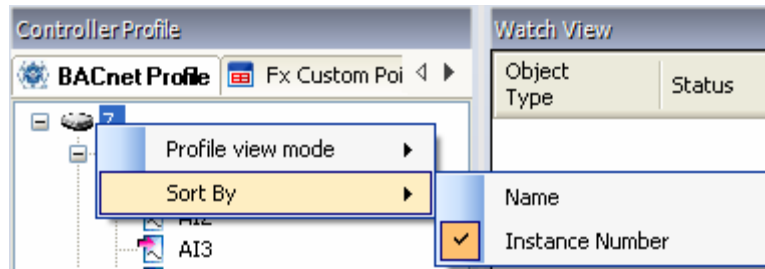 Controller Profile
Watch View
BACnet Profile
Fx Custom Poi
Object
Type
Status
7
Profile view mode
Sort By
Name
AI2
AI3
Instance Number